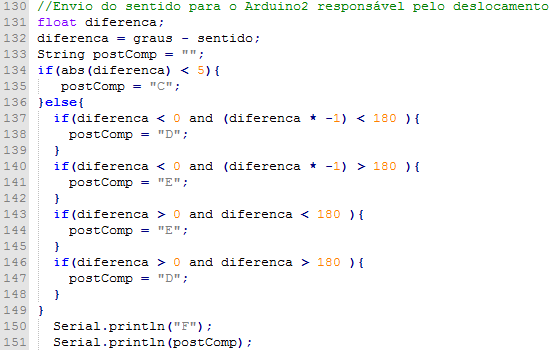 130 //Envio do sentido para o Arduino2 responsável pelo deslocamento
131 float diferenca;
132 diferenca = graus - sentido;
133 String postComp = "";
134 if(abs(diferenca) < 5){
135    postComp = "C";
136 }else{
137   if(diferenca < 0 and (diferenca * -1) < 180 ){
138     postComp = "D";
139   }
140   if(diferenca < 0 and (diferenca * -1) > 180 ){
141     postComp = "E";
142   }
143   if(diferenca > 0 and diferenca < 180 ){
144     postComp = "E";
145   }
146   if(diferenca > 0 and diferenca > 180 ){
147     postComp = "D";
148   }
149 }
150   Serial.println("F");
151   Serial.println(postComp);